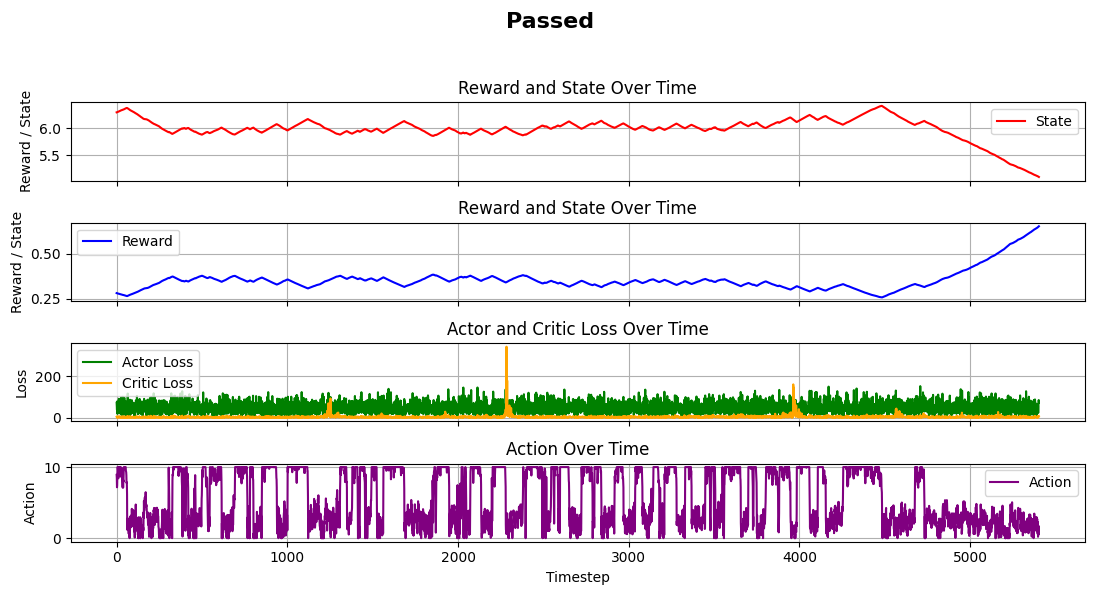 Passed
Reward and State Over Time
Reward / State
6.0
5.5
State
Reward and State Over Time
Reward / State
0.50
0.25
Reward
Actor and Critic Loss Over Time
Loss
200
0
Actor Loss
Critic Loss
Action Over Time
Action
10
0
Action
0 1000 2000 3000 4000 5000
Timestep